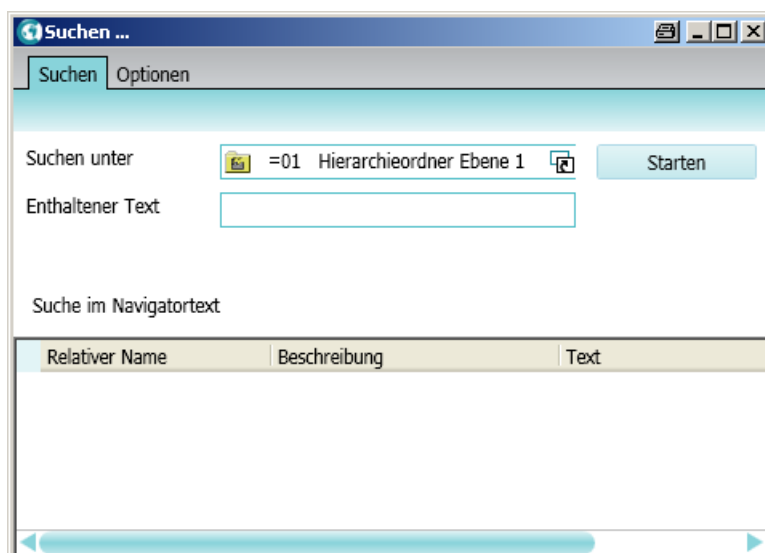 Suchen ...
Suchen Optionen
Suchen unter =01 Hierarchieordner Ebene 1 Starten
Enthaltener Text
Suche im Navigatortext
Relativer Name Beschreibung Text